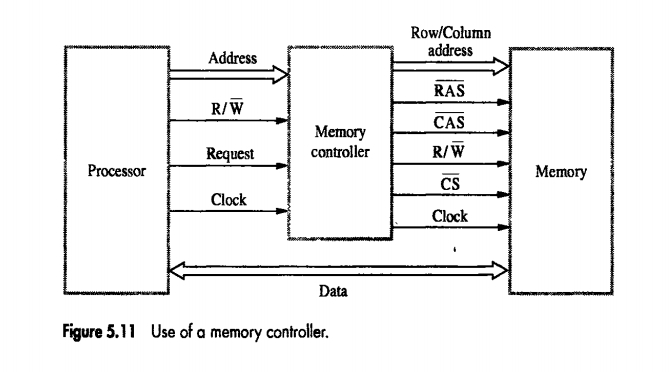 Row/Column
address
Address
RAS
R/W
CAS
Memory
controller
R/W
Request
Processor
Memory
CS
Clock
Clock
Data
Figure 5.11 Use of a memory controller.